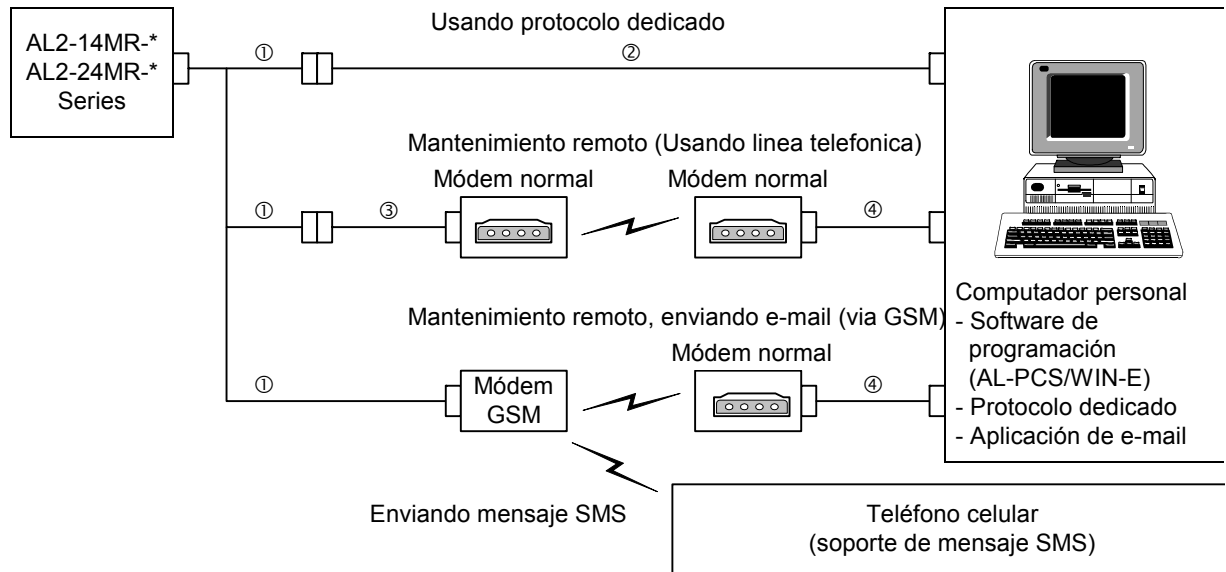 Usando protocolo dedicado
AL2-14MR-*
AL2-24MR-*
Series
①
②
Mantenimiento remoto (Usando linea telefonica)
Módem normal
Módem normal
①
③
④
Mantenimiento remoto, enviando e-mail (via GSM)
Módem normal
①
Módem
GSM
④
Computador personal
- Software de
programación
(AL-PCS/WIN-E)
- Protocolo dedicado
- Aplicación de e-mail
Enviando mensaje SMS
Teléfono celular
(soporte de mensaje SMS)